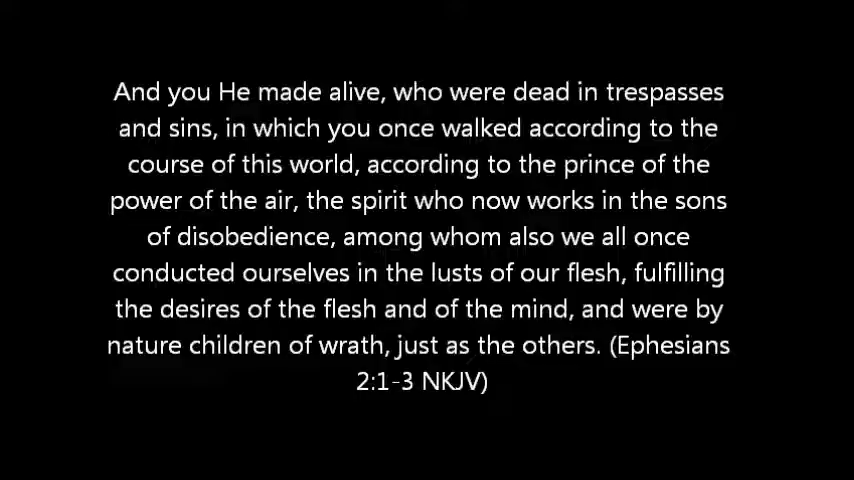 And you He made alive, who were dead in trespasses
and sins, in which you once walked according to the
course of this world, according to the prince of the
power of the air, the spirit who now works in the sons
of disobedience, among whom also we all once
conducted ourselves in the lusts of our flesh, fulfilling
the desires of the flesh and of the mind, and were by
nature children of wrath, just as the others. (Ephesians
2:1-3 NKJV)